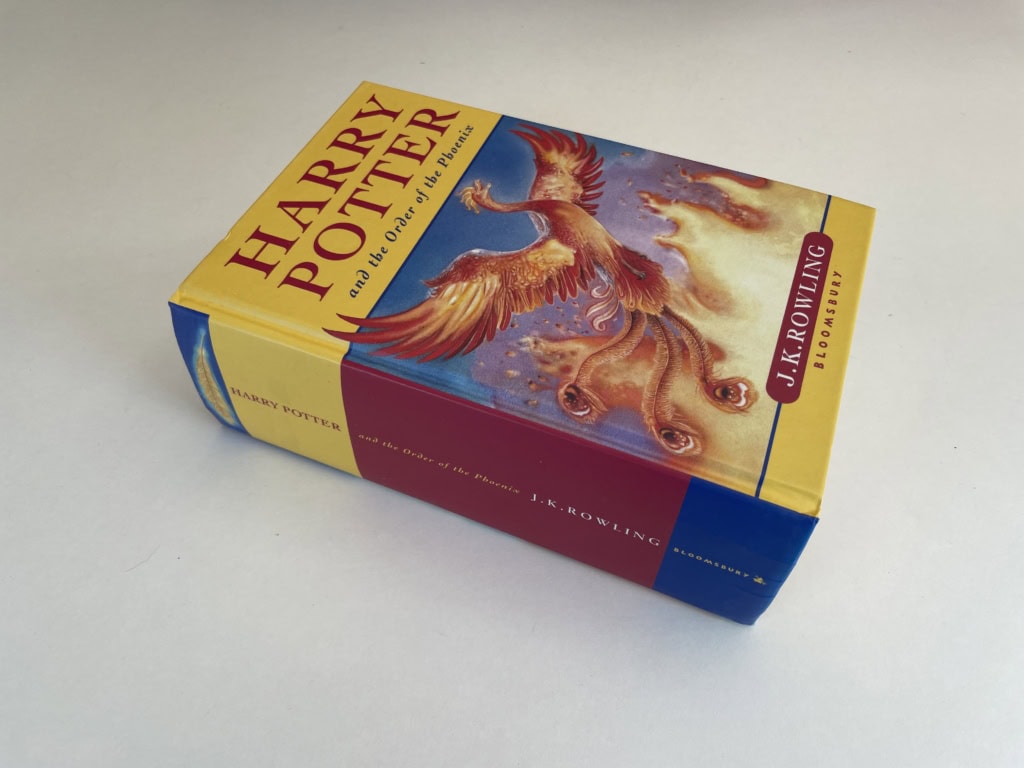 HARRY
POTTER
and the Order of the Phoenix
J.K.ROWLING
BLOOMSBURY
HARRY POTTER
and the Order of the Phoenix
J.K.ROWLING
BLOOMSBURY